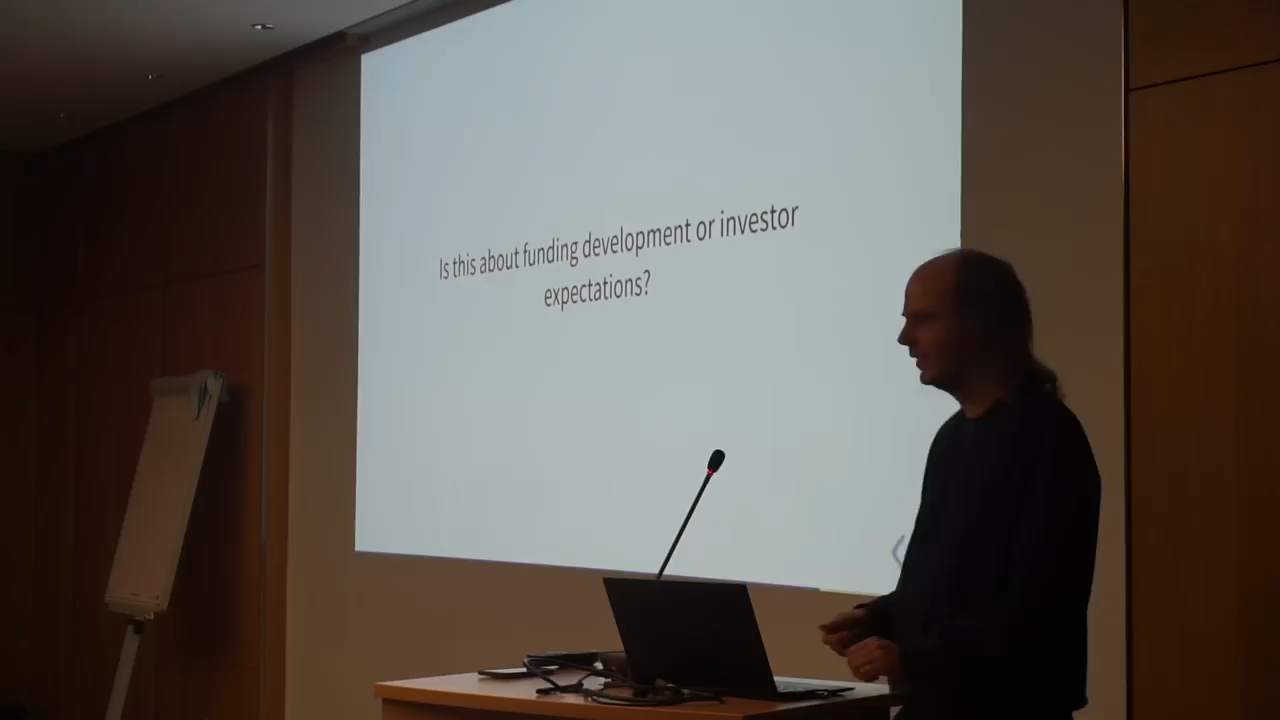 Is this about funding development or investor
expectations?